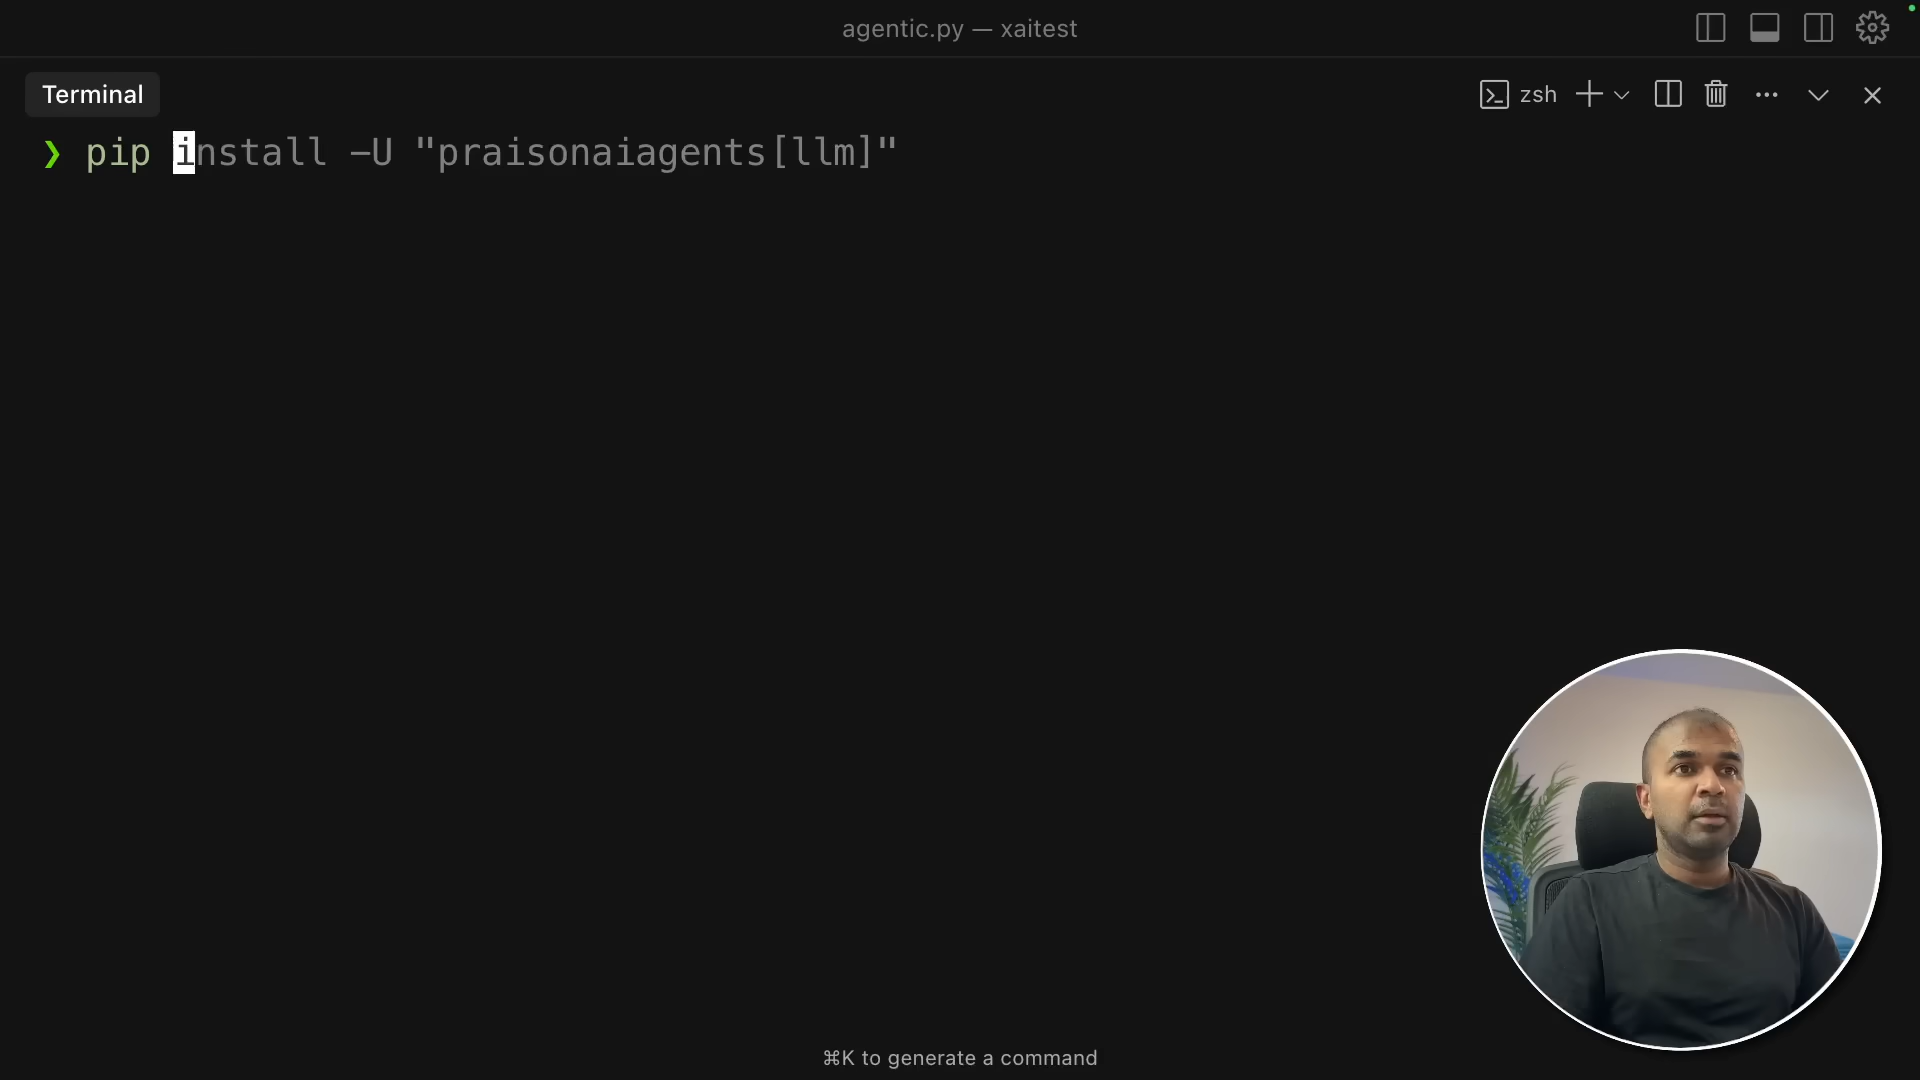 agentic.py — xaitest
Terminal
zsh
❯ pip install -U "praisonaiagents[llm]"
⌘K to generate a command